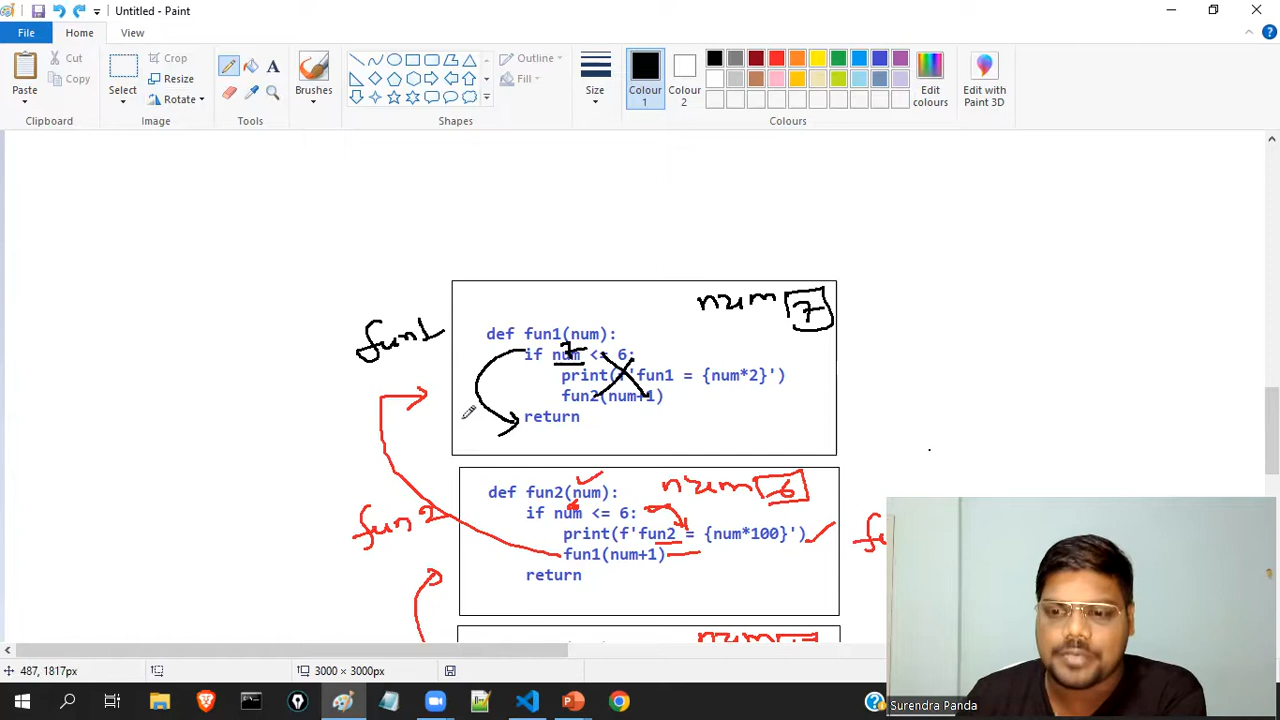 Untitled - Paint
File
Home
View
Paste
Cut
Copy
Clipboard
Select
Crop
Resize
Rotate
Image
Tools
Brushes
Shapes
Outline
Fill
Size
Colour 1
Colour 2
Edit colours
Colours
Edit with Paint 3D
num 7
fun1
def fun1(num):
if num <= 6:
7
print(f'fun1 = {num*2}')
fun2(num+1)
return
num 6
fun2
def fun2(num):
if num <= 6:
print(f'fun2 = {num*100}')
fun1(num+1)
return
num
487, 1817px
3000 × 3000px
Surendra Panda